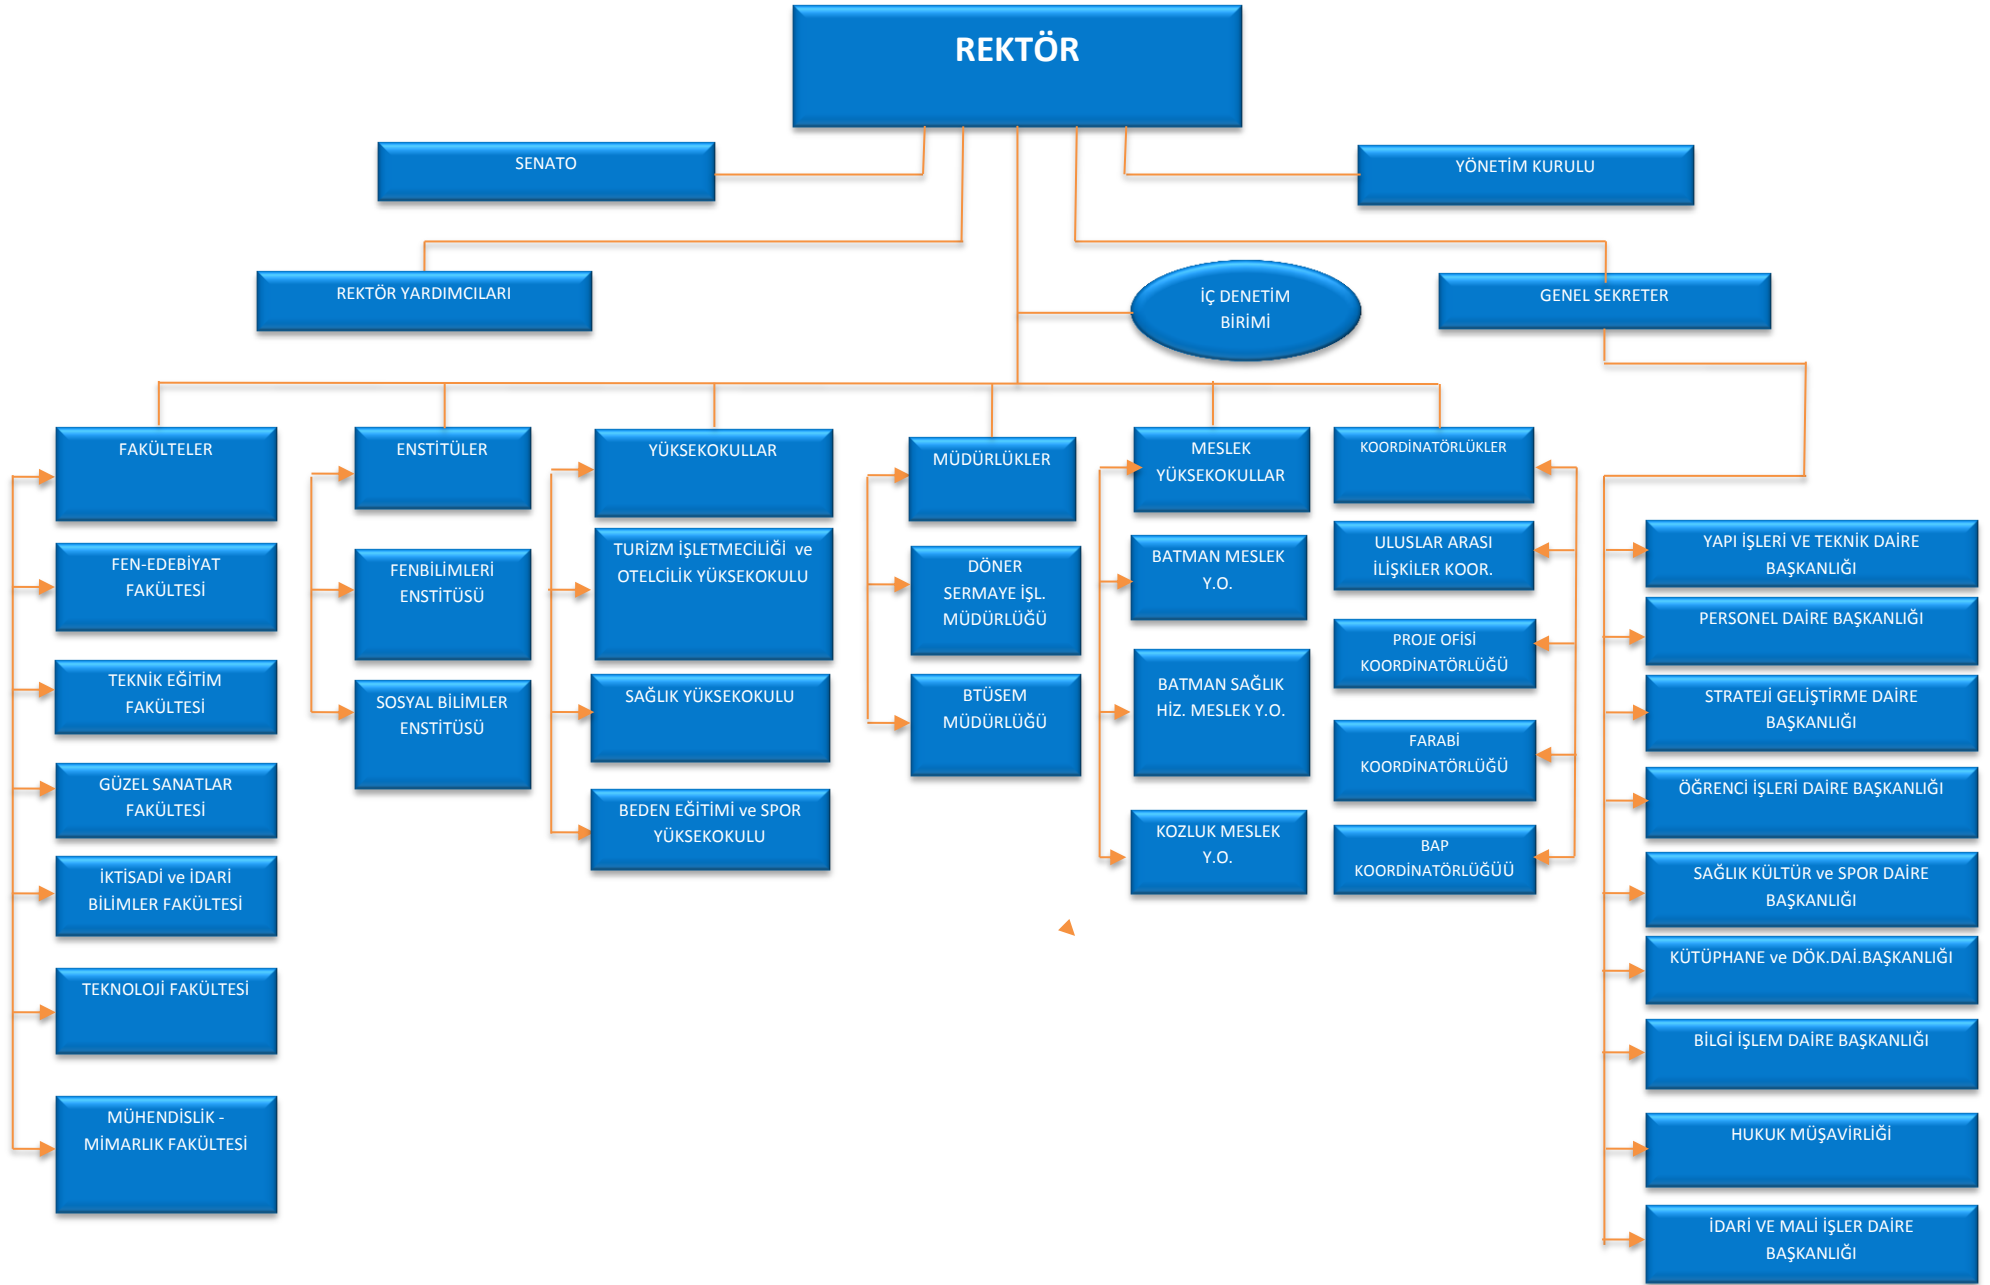 REKTÖR
SENATO
YÖNETİM KURULU
REKTÖR YARDIMCILARI
İÇ DENETİM
BİRİMİ
GENEL SEKRETER
FAKÜLTELER
FEN-EDEBİYAT
FAKÜLTESİ
TEKNİK EĞİTİM
FAKÜLTESİ
GÜZEL SANATLAR
FAKÜLTESİ
İKTİSADİ ve İDARİ
BİLİMLER FAKÜLTESİ
TEKNOLOJİ FAKÜLTESİ
MÜHENDİSLİK -
MİMARLIK FAKÜLTESİ
ENSTİTÜLER
FENBİLİMLERİ
ENSTİTÜSÜ
SOSYAL BİLİMLER
ENSTİTÜSÜ
YÜKSEKOKULLAR
TURİZM İŞLETMECİLİĞİ ve
OTELCİLİK YÜKSEKOKULU
SAĞLIK YÜKSEKOKULU
BEDEN EĞİTİMİ ve SPOR
YÜKSEKOKULU
MÜDÜRLÜKLER
DÖNER
SERMAYE İŞL.
MÜDÜRLÜĞÜ
BTÜSEM
MÜDÜRLÜĞÜ
MESLEK
YÜKSEKOKULLAR
BATMAN MESLEK
Y.O.
BATMAN SAĞLIK
HİZ. MESLEK Y.O.
KOZLUK MESLEK
Y.O.
KOORDİNATÖRLÜKLER
ULUSLAR ARASI
İLİŞKİLER KOOR.
PROJE OFİSİ
KOORDİNATÖRLÜĞÜ
FARABİ
KOORDİNATÖRLÜĞÜ
BAP
KOORDİNATÖRLÜĞÜÜ
YAPI İŞLERİ VE TEKNİK DAİRE
BAŞKANLIĞI
PERSONEL DAİRE BAŞKANLIĞI
STRATEJİ GELİŞTİRME DAİRE
BAŞKANLIĞI
ÖĞRENCİ İŞLERİ DAİRE BAŞKANLIĞI
SAĞLIK KÜLTÜR ve SPOR DAİRE
BAŞKANLIĞI
KÜTÜPHANE ve DÖK.DAİ.BAŞKANLIĞI
BİLGİ İŞLEM DAİRE BAŞKANLIĞI
HUKUK MÜŞAVİRLİĞİ
İDARİ VE MALİ İŞLER DAİRE
BAŞKANLIĞI